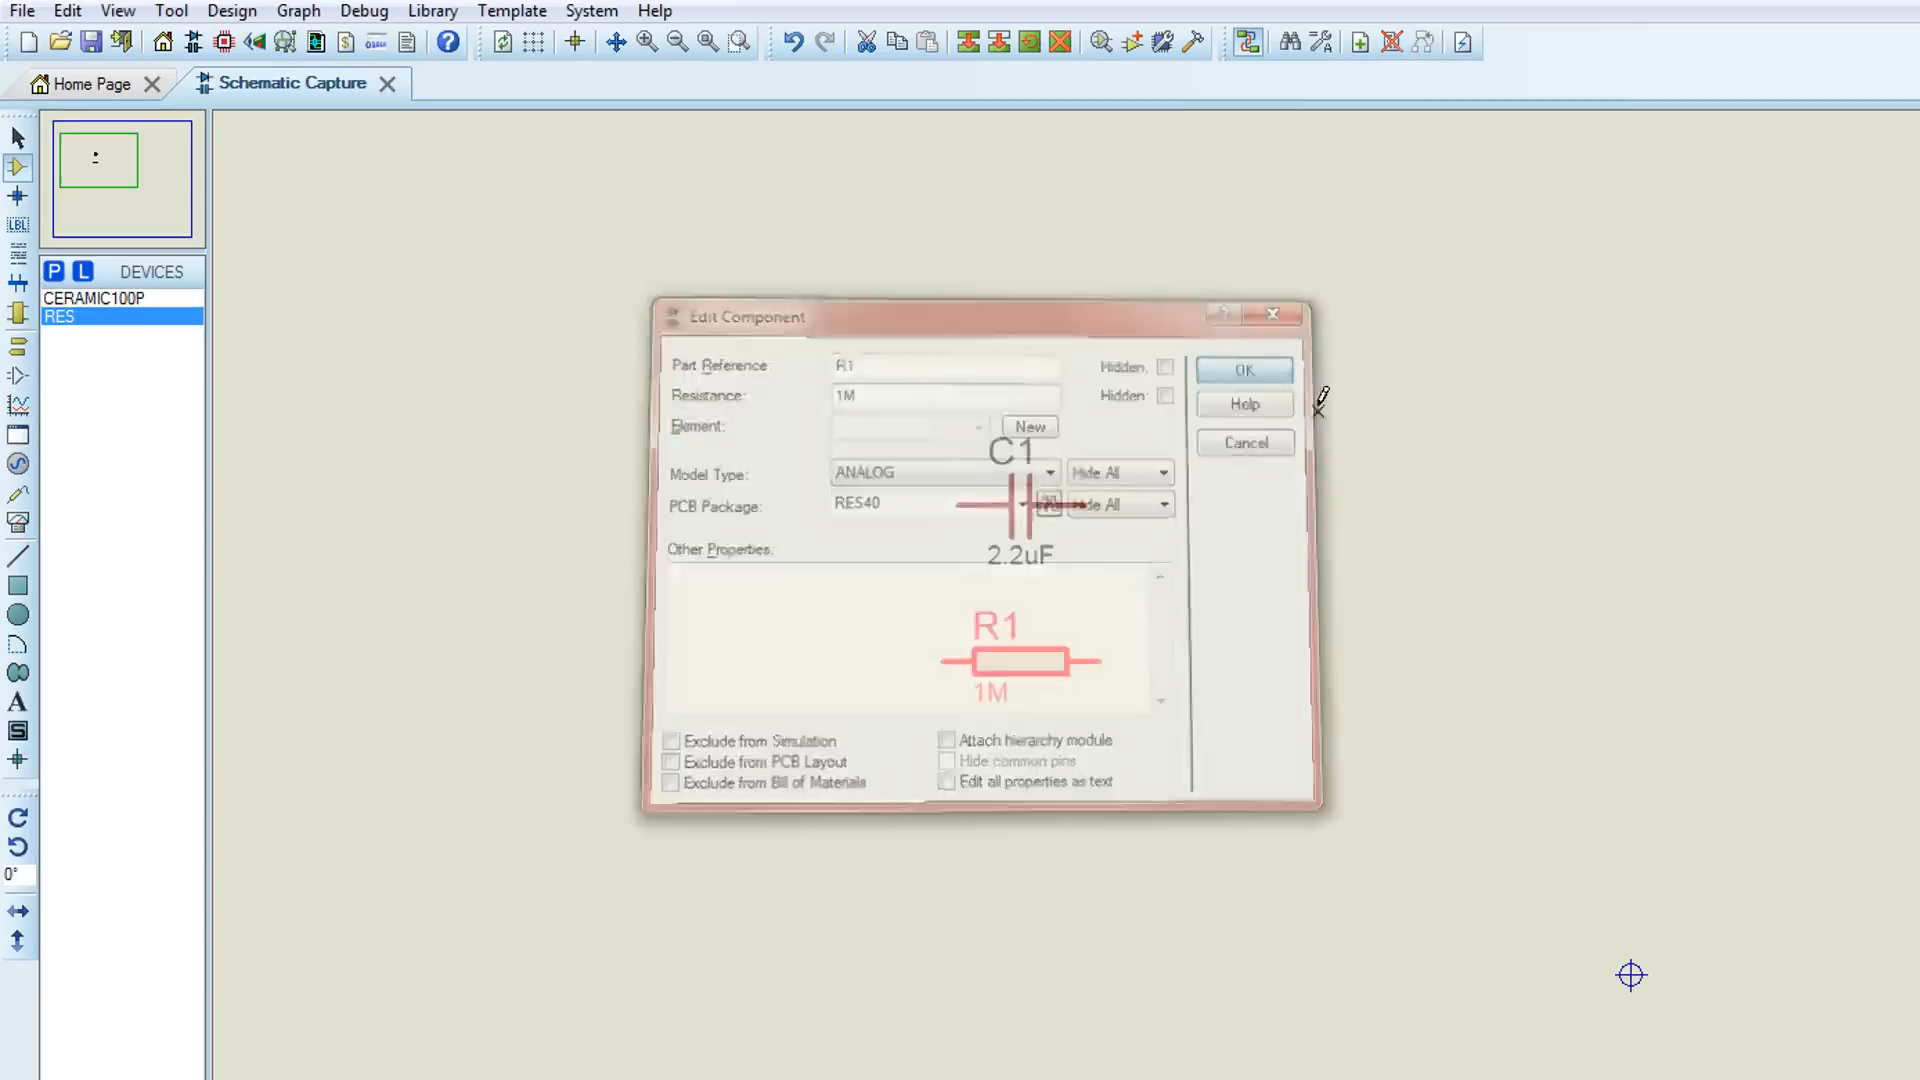 File Edit View Tool Design Graph Debug Library Template System Help
Home Page Schematic Capture
LBL
P L DEVICES
CERAMIC100P
RES
Edit Component
Part Reference R1 Hidden: OK
Resistance: 1M Hidden: Help
Element: New Cancel
C1
Model Type: ANALOG Hide All
PCB Package: RES40 Hide All
Other Properties:
2.2uF
R1
1M
Exclude from Simulation Attach hierarchy module
Exclude from PCB Layout Hide common pins
Exclude from Bill of Materials Edit all properties as text
A
S
0°